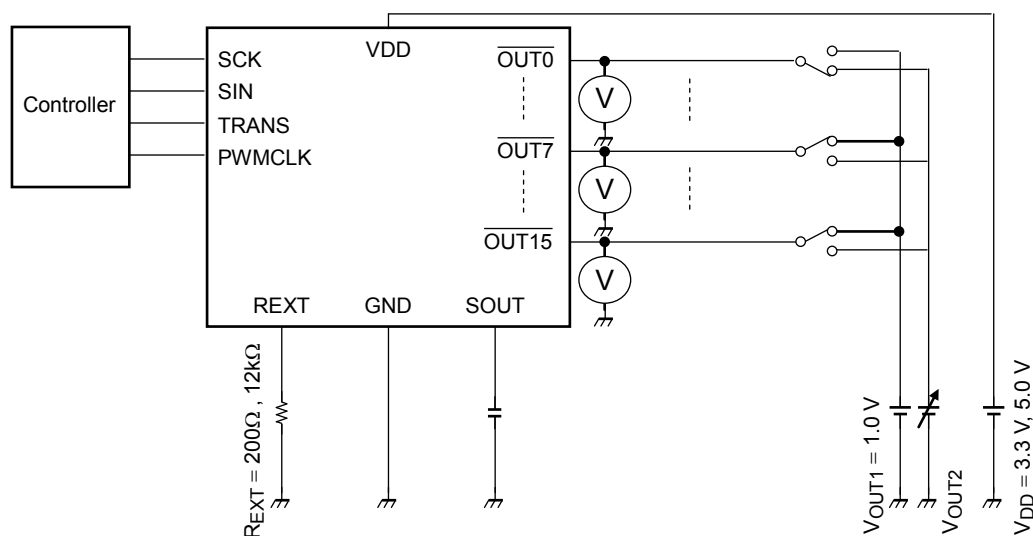 Controller
SCK
SIN
TRANS
PWMCLK
VDD
OUT0
V
OUT7
V
OUT15
V
REXT
GND
SOUT
REXT = 200Ω , 12kΩ
VOUT1 = 1.0 V
VOUT2
VDD = 3.3 V, 5.0 V